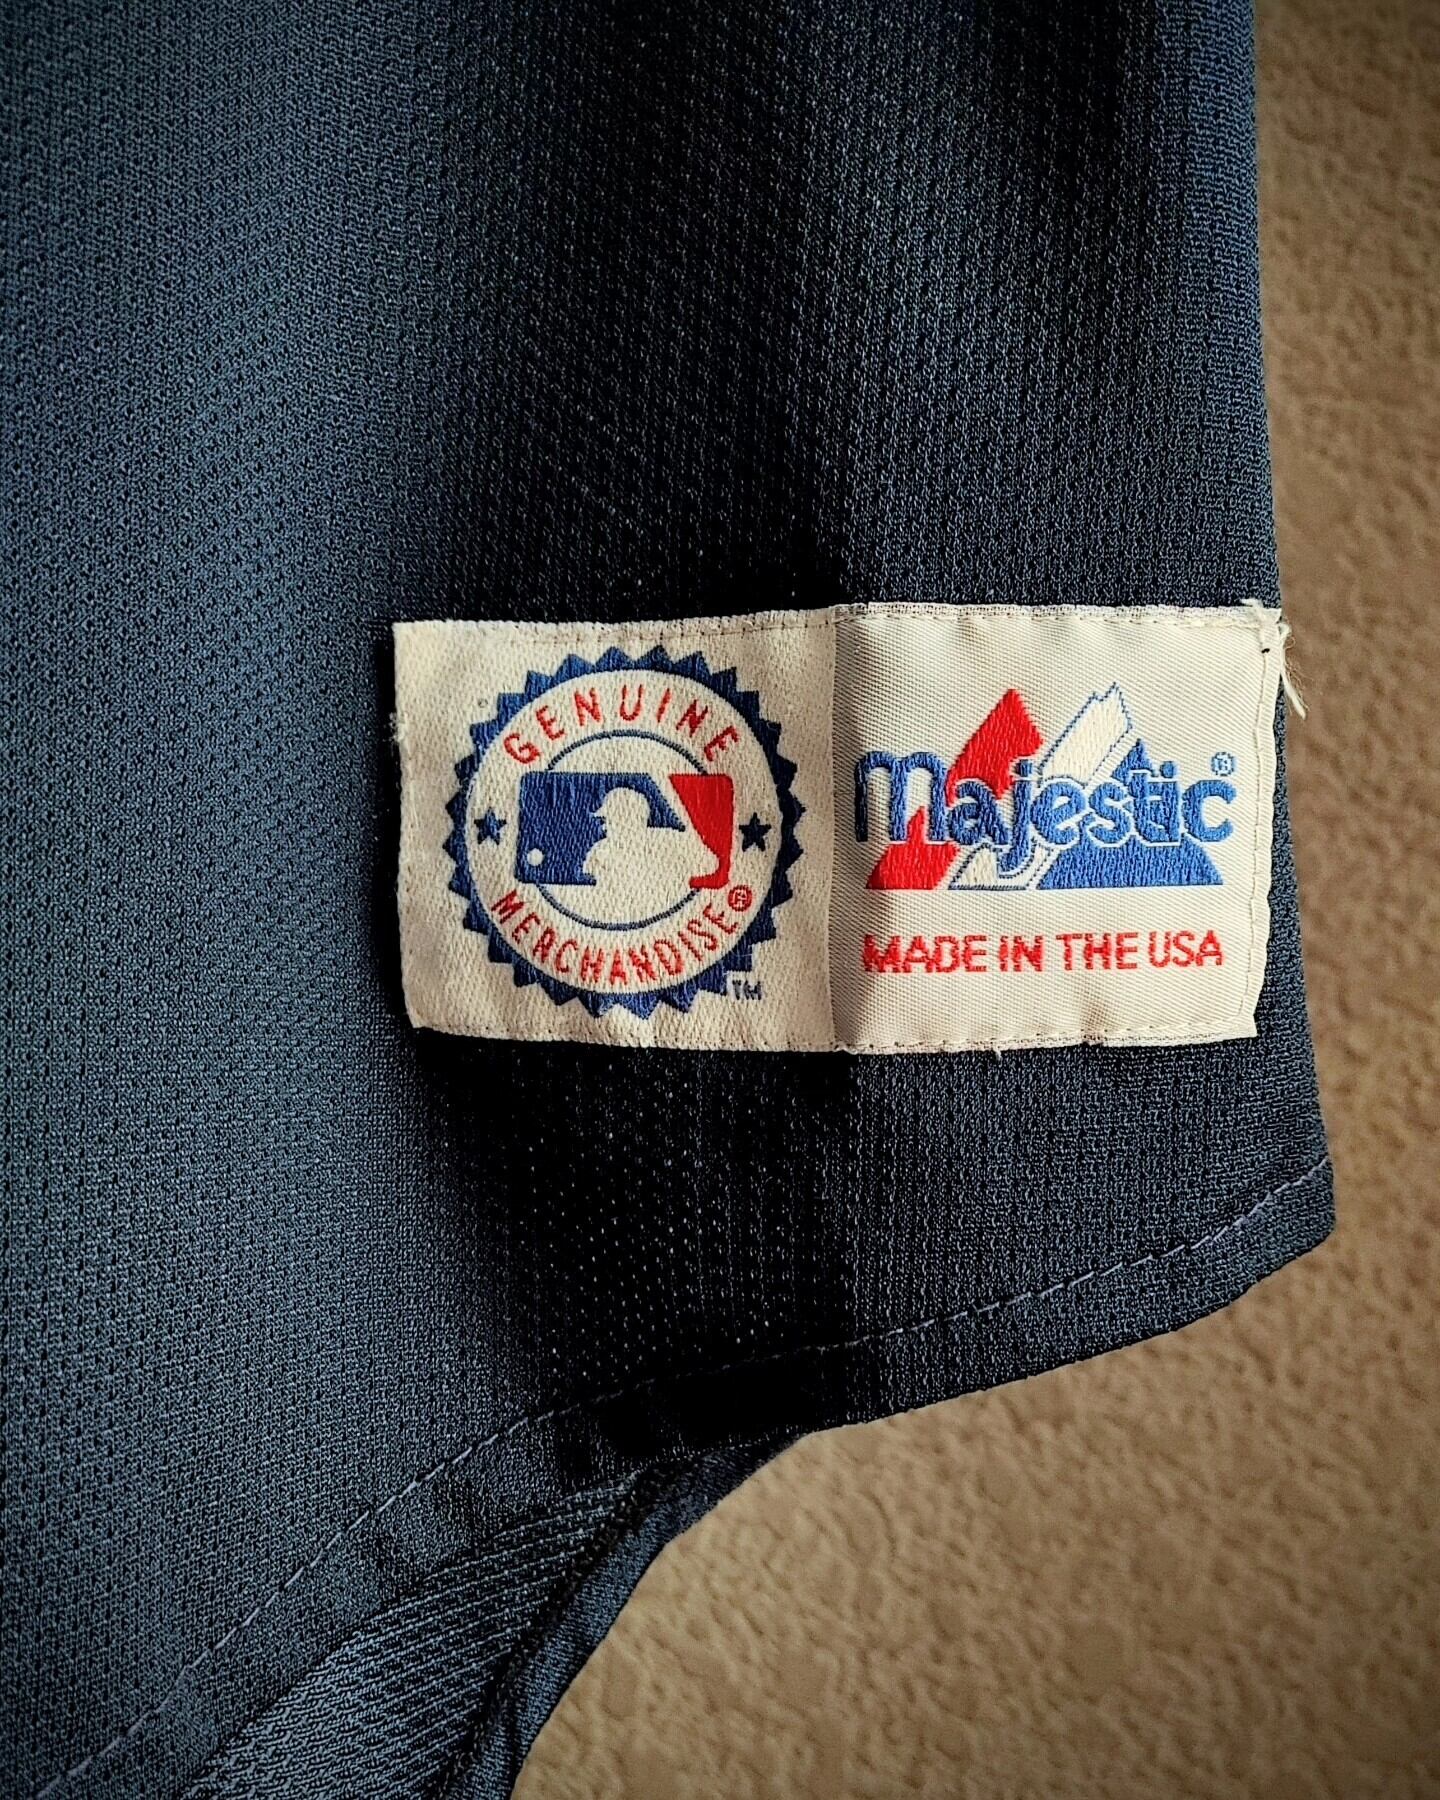 GENUINE
MERCHANDISE®
TM
Majestic®
MADE IN THE USA